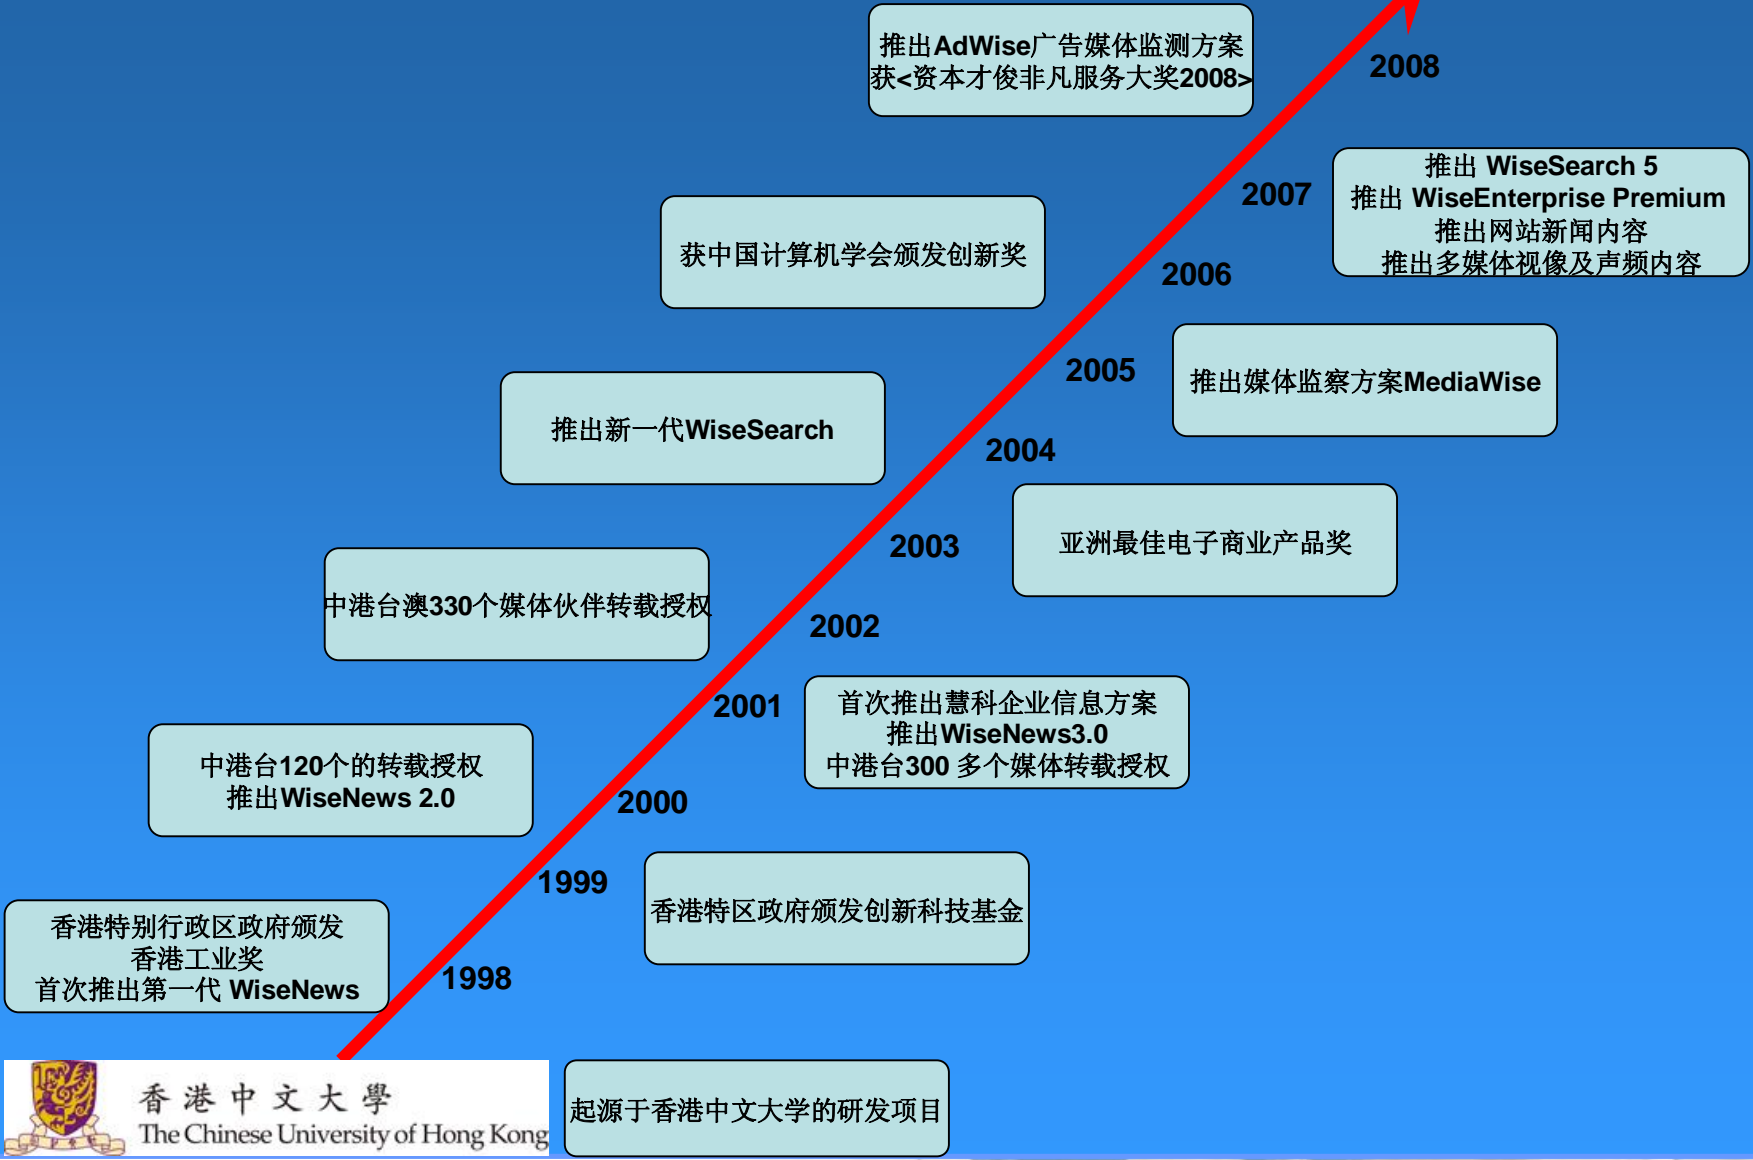 推出AdWise广告媒体监测方案
获<资本才俊非凡服务大奖2008>
2008
推出 WiseSearch 5
推出 WiseEnterprise Premium
推出网站新闻内容
推出多媒体视像及声频内容
2007
获中国计算机学会颁发创新奖
2006
推出媒体监察方案MediaWise
2005
推出新一代WiseSearch
2004
亚洲最佳电子商业产品奖
2003
中港台澳330个媒体伙伴转载授权
2002
首次推出慧科企业信息方案
推出WiseNews3.0
中港台300 多个媒体转载授权
2001
中港台120个的转载授权
推出WiseNews 2.0
2000
香港特区政府颁发创新科技基金
1999
香港特别行政区政府颁发
香港工业奖
首次推出第一代 WiseNews
1998
香港中文大學
The Chinese University of Hong Kong
起源于香港中文大学的研发项目